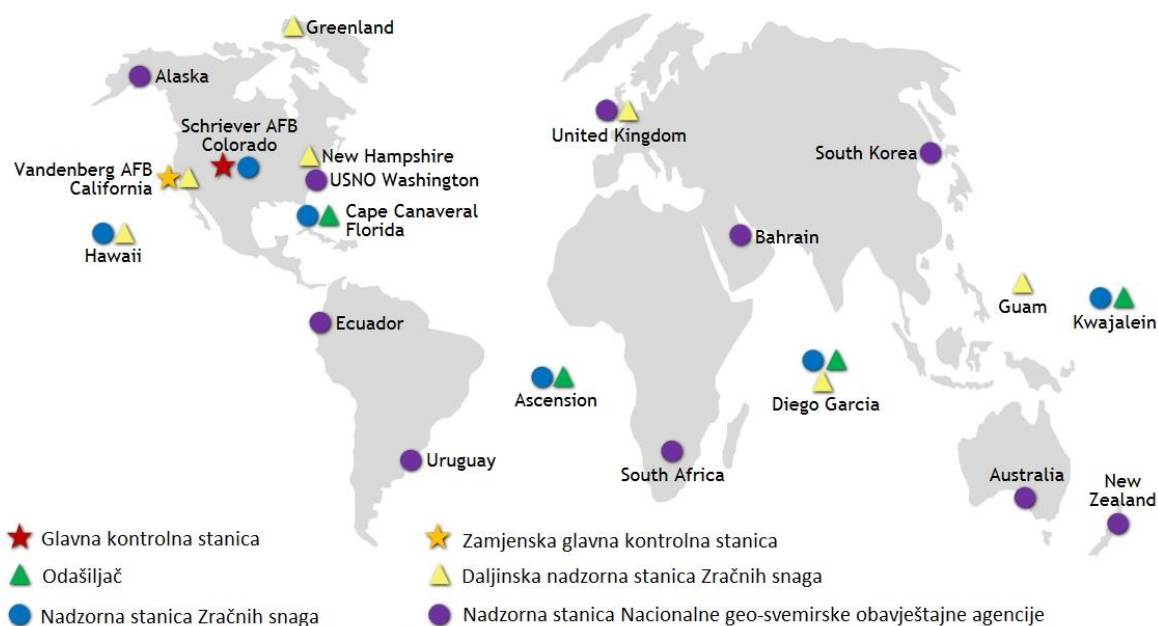 Greenland
Alaska
Schriever AFB
Colorado
United Kingdom
New Hampshire
South Korea
Vandenberg AFB
California
USNO Washington
Cape Canaveral
Florida
Bahrain
Hawaii
Guam
Kwajalein
Ecuador
Ascension
Diego Garcia
Uruguay
South Africa
Australia
New
Zealand
Glavna kontrolna stanica
Zamjenska glavna kontrolna stanica
Odašiljač
Daljinska nadzorna stanica Zračnih snaga
Nadzorna stanica Zračnih snaga
Nadzorna stanica Nacionalne geo-svemirske obavještajne agencije